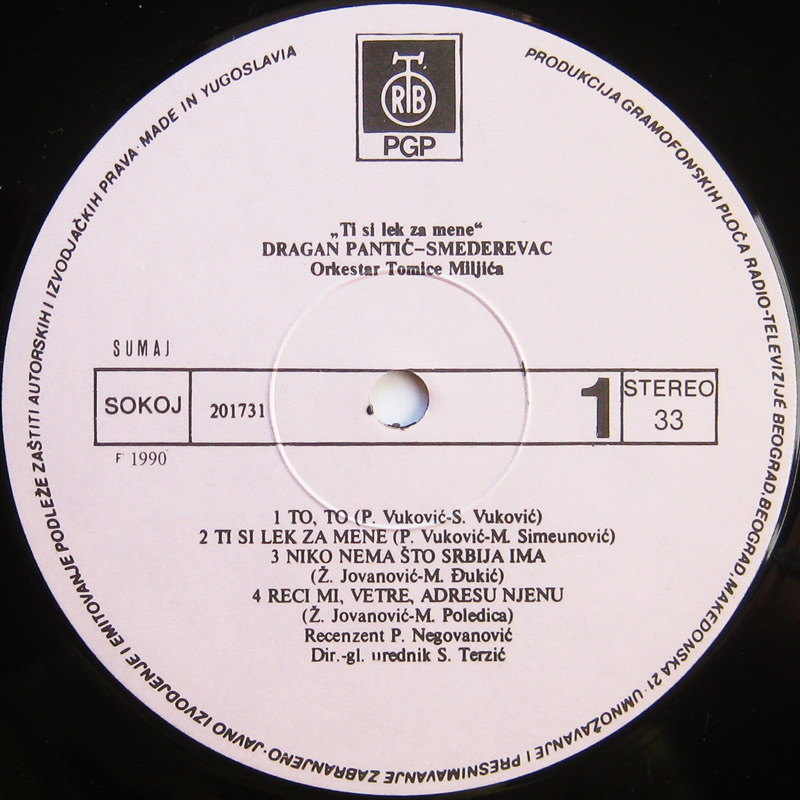 PRODUKCIJA GRAMOFONSKIH PLOČA RADIO-TELEVIZIJE BEOGRAD, BEOGRAD, MAKEDONSKA 21 · UMNOŽAVANJE I PRESNIMAVANJE ZABRANJENO · JAVNO IZVODJENJE I EMITOVANJE PODLEŽE ZAŠTITI AUTORSKIH I IZVODJAČKIH PRAVA · MADE IN YUGOSLAVIA
RTB
PGP
„Ti si lek za mene“
DRAGAN PANTIĆ–SMEDEREVAC
Orkestar Tomice Miljića
SUMAJ
SOKOJ 201731 1 STEREO 33
F 1990
1 TO, TO (P. Vuković-S. Vuković)
2 TI SI LEK ZA MENE (P. Vuković-M. Simeunović)
3 NIKO NEMA ŠTO SRBIJA IMA
(Ž. Jovanović-M. Đukić)
4 RECI MI, VETRE, ADRESU NJENU
(Ž. Jovanović-M. Poledica)
Recenzent P. Negovanović
Dir.-gl. urednik S. Terzić